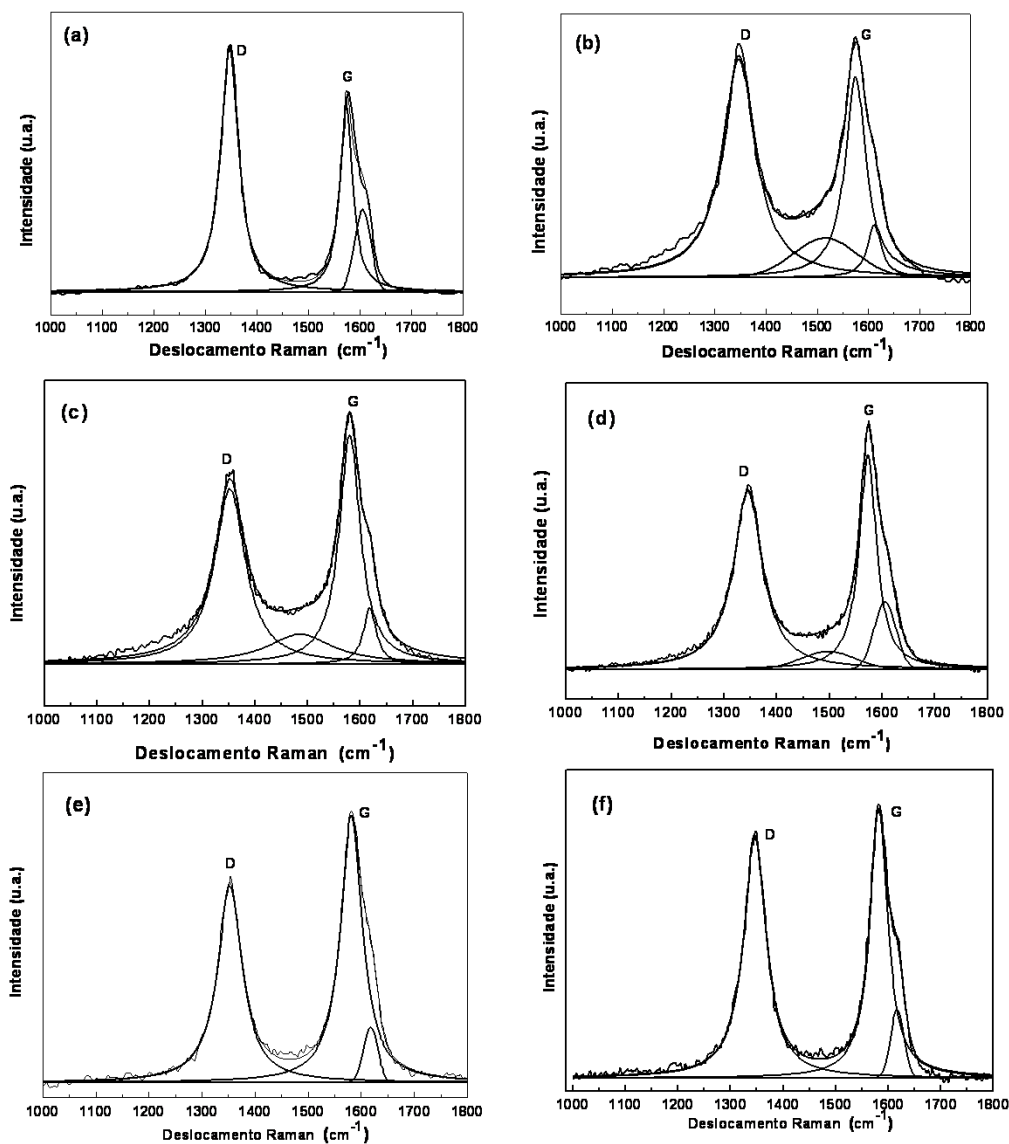 (a)
D
G
Intensidade (u.a.)
1000 1100 1200 1300 1400 1500 1600 1700 1800
Deslocamento Raman (cm-1)
(b)
D
G
Intensidade (u.a.)
1000 1100 1200 1300 1400 1500 1600 1700 1800
Deslocamento Raman (cm-1)
(c)
D
G
Intensidade (u.a.)
1000 1100 1200 1300 1400 1500 1600 1700 1800
Deslocamento Raman (cm-1)
(d)
D
G
Intensidade (u.a.)
1000 1100 1200 1300 1400 1500 1600 1700 1800
Deslocamento Raman (cm-1)
(e)
D
G
Intensidade (u.a.)
1000 1100 1200 1300 1400 1500 1600 1700 1800
Deslocamento Raman (cm-1)
(f)
D
G
Intensidade (u.a.)
1000 1100 1200 1300 1400 1500 1600 1700 1800
Deslocamento Raman (cm-1)